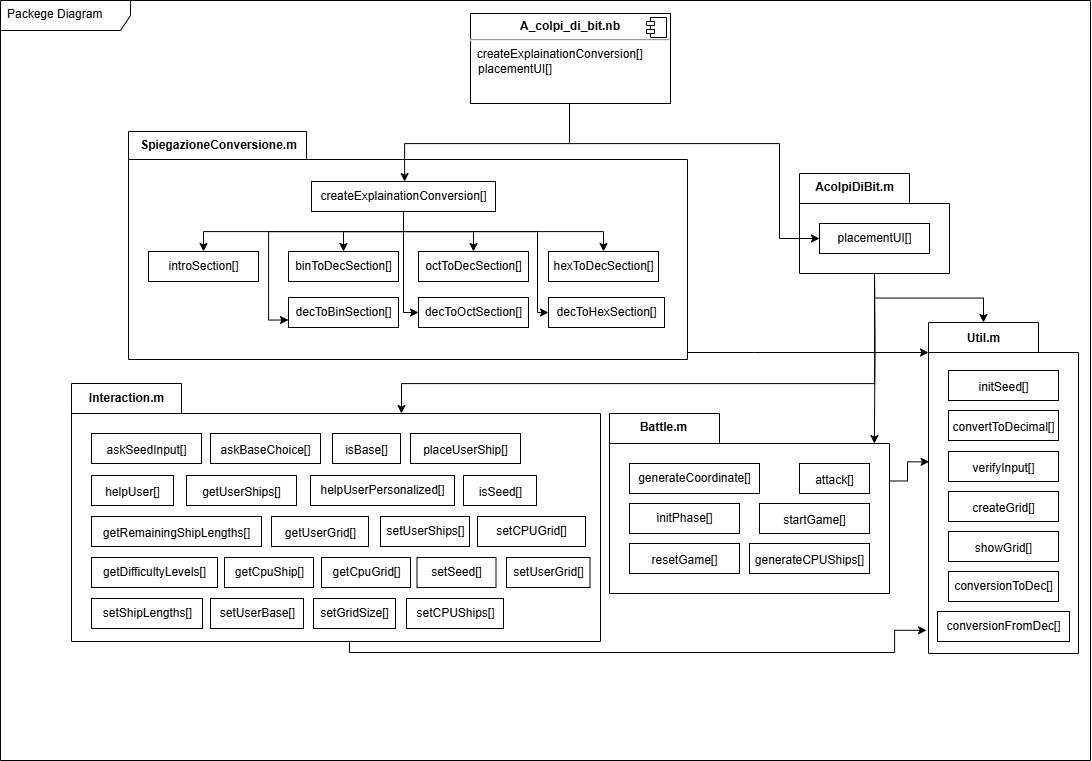 Packege Diagram
A_colpi_di_bit.nb
createExplainationConversion[]
placementUI[]
SpiegazioneConversione.m
createExplainationConversion[]
introSection[]
binToDecSection[]
octToDecSection[]
hexToDecSection[]
decToBinSection[]
decToOctSection[]
decToHexSection[]
AcolpiDiBit.m
placementUI[]
Util.m
initSeed[]
convertToDecimal[]
verifyInput[]
createGrid[]
showGrid[]
conversionToDec[]
conversionFromDec[]
Interaction.m
askSeedInput[]
askBaseChoice[]
isBase[]
placeUserShip[]
helpUser[]
getUserShips[]
helpUserPersonalized[]
isSeed[]
getRemainingShipLengths[]
getUserGrid[]
setUserShips[]
setCPUGrid[]
getDifficultyLevels[]
getCpuShip[]
getCpuGrid[]
setSeed[]
setUserGrid[]
setShipLengths[]
setUserBase[]
setGridSize[]
setCPUShips[]
Battle.m
generateCoordinate[]
attack[]
initPhase[]
startGame[]
resetGame[]
generateCPUShips[]